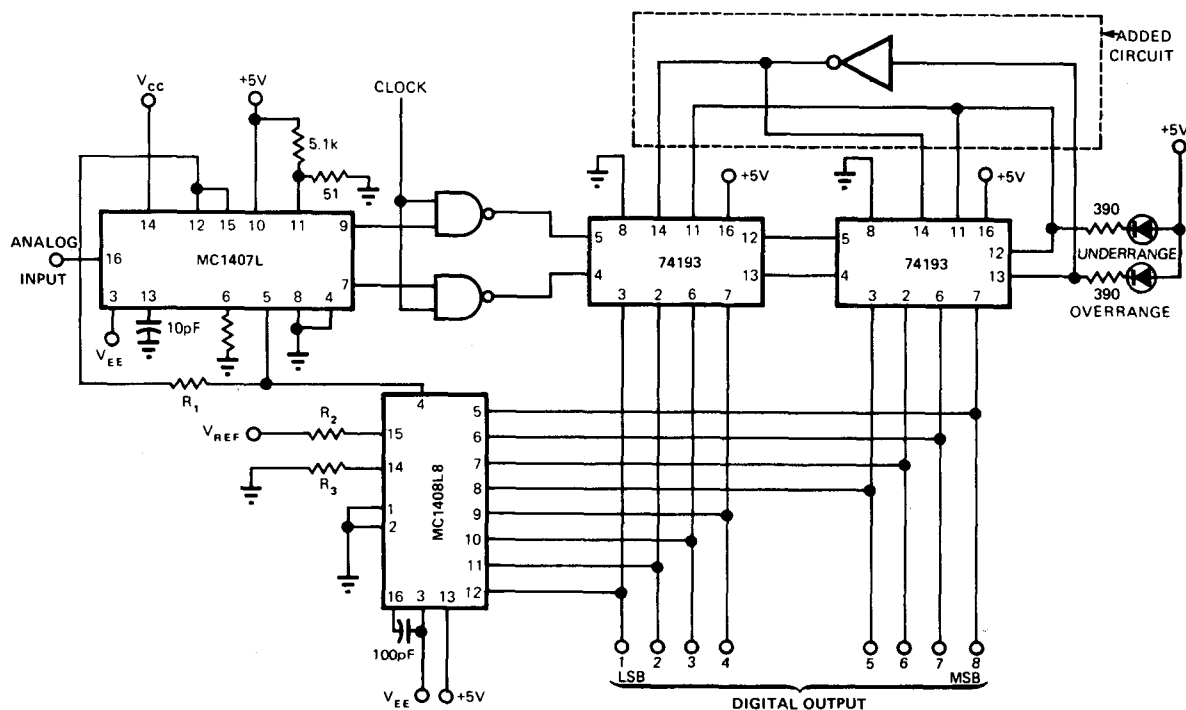 ADDED
CIRCUIT
VCC
+5V
CLOCK
+5V
5.1k
51
+5V
+5V
14
12
15
10
11
9
8
14
11
16
8
14
11
16
12
390
ANALOG
INPUT
16
MC1407L
5
74193
12
5
74193
13
UNDERRANGE
7
4
13
4
390
OVERRANGE
3
13
6
5
8
4
3
2
6
7
3
2
6
7
10pF
VEE
R1
4
5
VREF
R2
15
6
14
7
R3
8
MC1408L8
1
9
2
10
11
16
3
13
12
100pF
1
2
3
4
5
6
7
8
LSB
MSB
VEE
+5V
DIGITAL OUTPUT